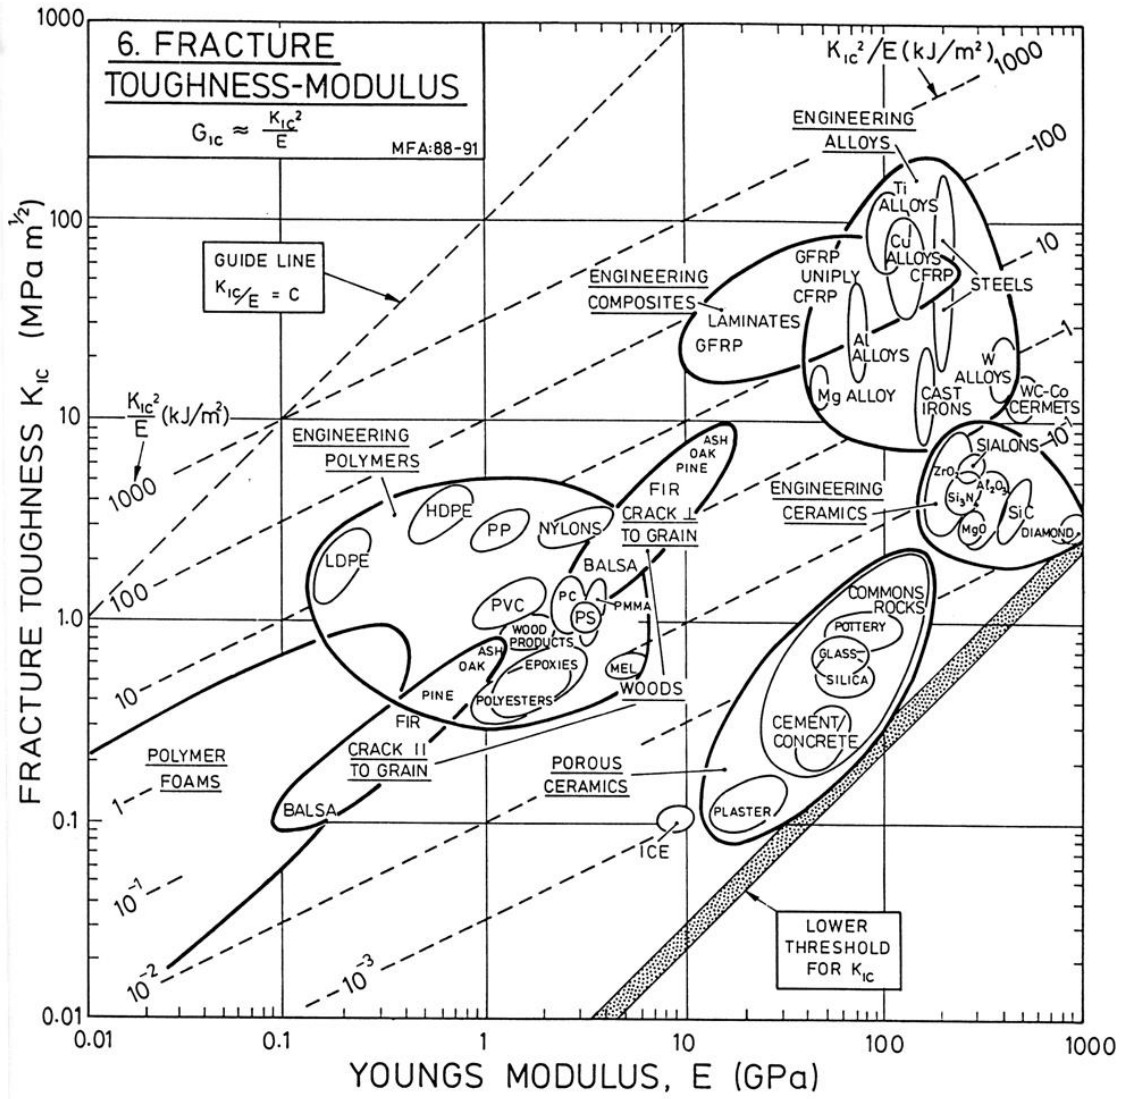 6. FRACTURE
TOUGHNESS-MODULUS
G_IC ≈ K_IC²/E
MFA:88-91
K_IC²/E (kJ/m²)
1000
100
10
1
10⁻¹
ENGINEERING
ALLOYS
Ti
ALLOYS
Cu
ALLOYS
CFRP
STEELS
GUIDE LINE
K_IC/E = C
ENGINEERING
COMPOSITES
GFRP
UNIPLY
CFRP
LAMINATES
GFRP
Al
ALLOYS
Mg ALLOY
CAST
IRONS
W
ALLOYS
WC-Co
CERMETS
K_IC²/E (kJ/m²)
1000
100
10
1
10⁻¹
10⁻²
10⁻³
ENGINEERING
POLYMERS
LDPE
HDPE
PP
NYLONS
PVC
PC
PS
PMMA
WOOD
PRODUCTS
EPOXIES
POLYESTERS
MEL
ASH
OAK
PINE
FIR
CRACK ⊥
TO GRAIN
BALSA
WOODS
ASH
OAK
PINE
FIR
CRACK II
TO GRAIN
BALSA
POLYMER
FOAMS
ENGINEERING
CERAMICS
SIALONS
ZrO₂
Al₂O₃
Si₃N
SiC
MgO
DIAMOND
COMMONS
ROCKS
POTTERY
GLASS
SILICA
CEMENT/
CONCRETE
POROUS
CERAMICS
PLASTER
ICE
LOWER
THRESHOLD
FOR K_IC
FRACTURE TOUGHNESS K_IC (MPa m^½)
1000
100
10
1.0
0.1
0.01
0.01
0.1
1
10
100
1000
YOUNGS MODULUS, E (GPa)